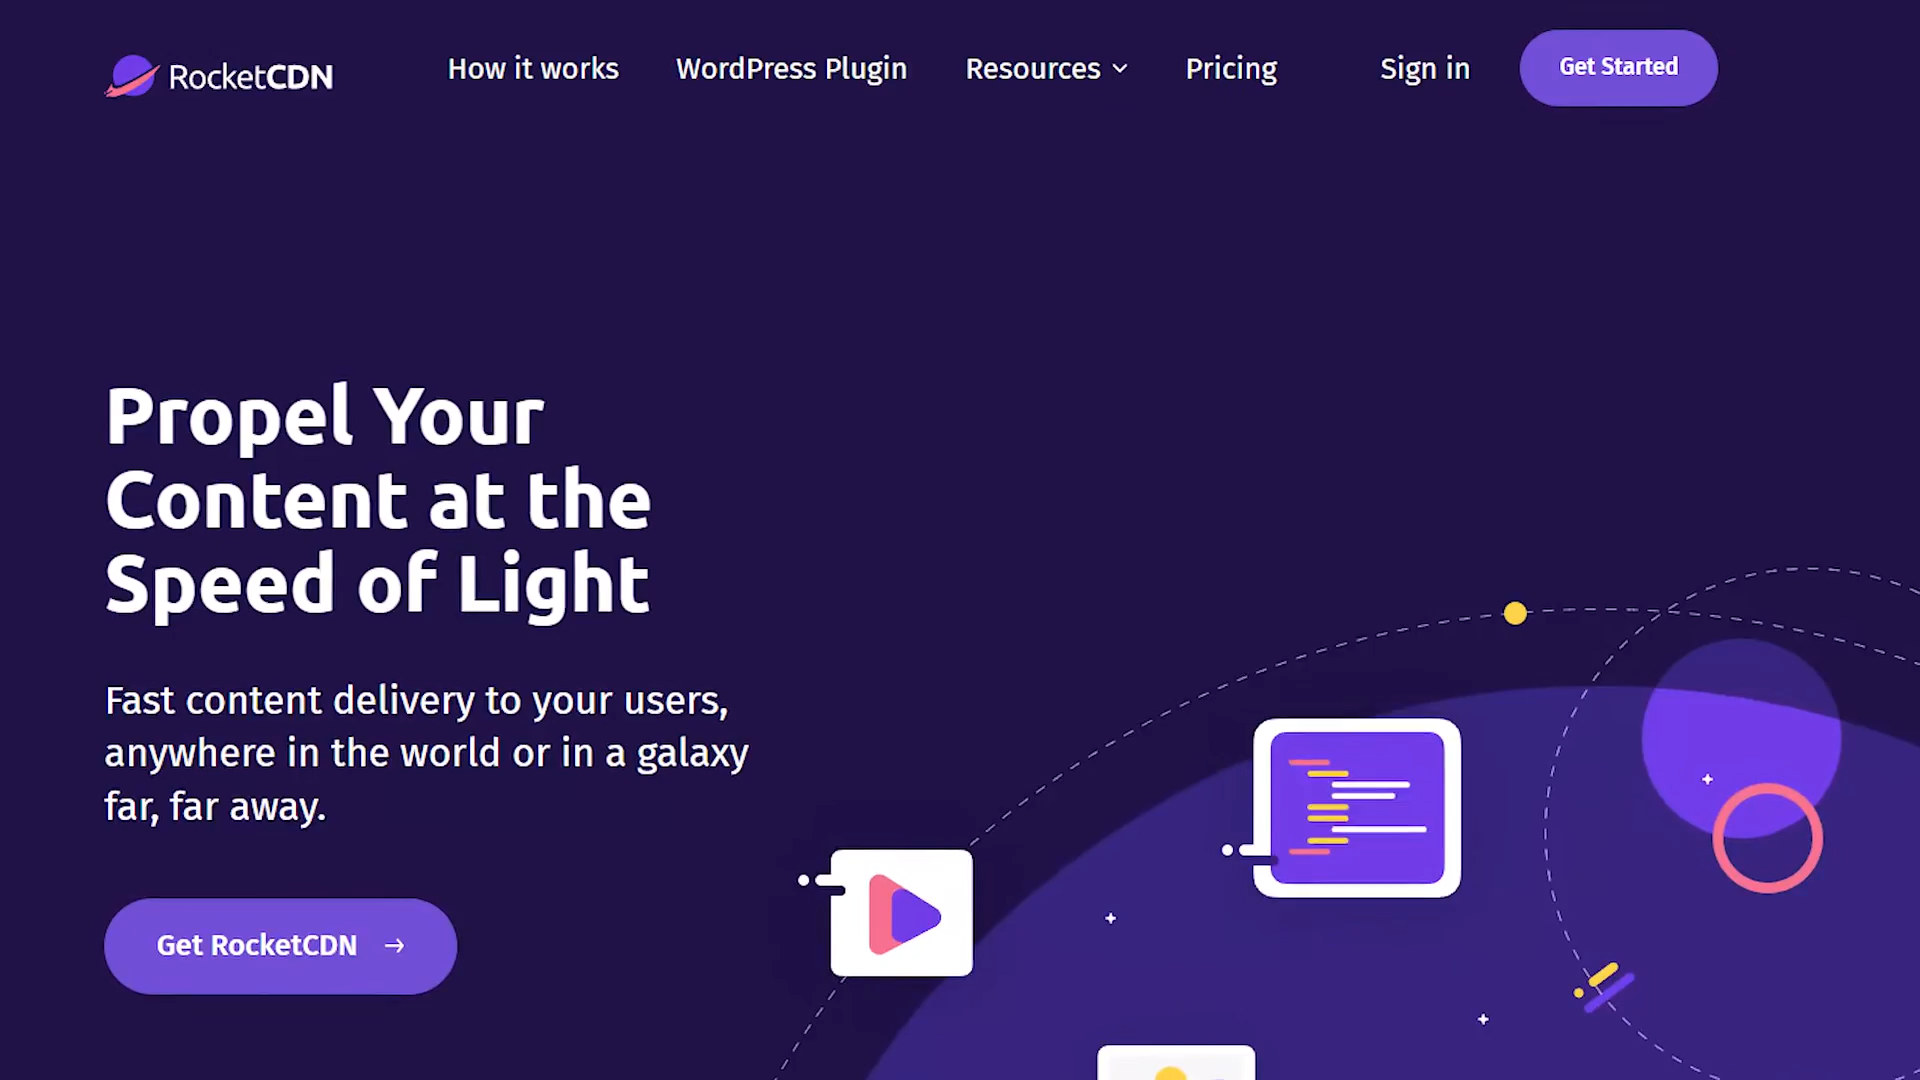 RocketCDN
How it works
WordPress Plugin
Resources
Pricing
Sign in
Get Started
Propel Your
Content at the
Speed of Light
Fast content delivery to your users,
anywhere in the world or in a galaxy
far, far away.
Get RocketCDN →